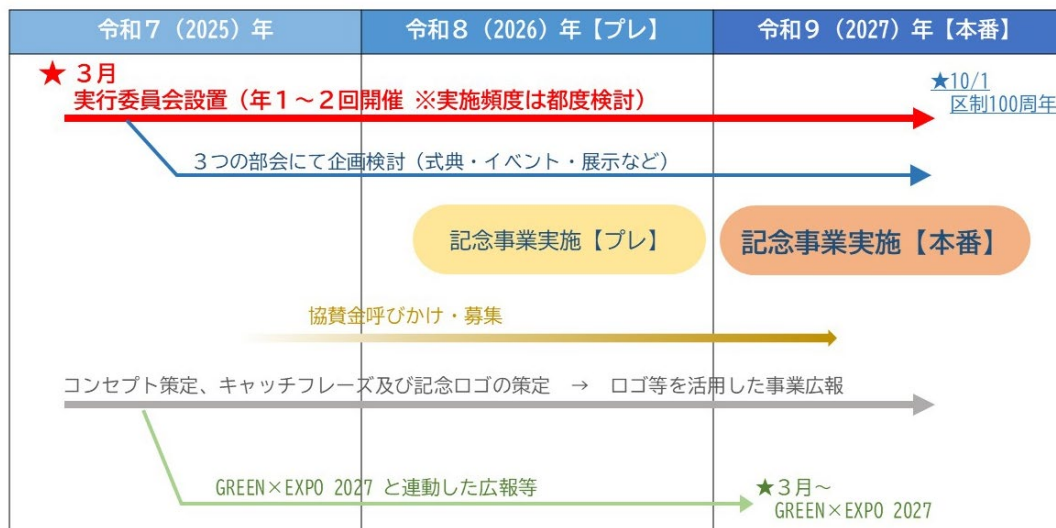 令和７（2025）年
令和８（2026）年【プレ】
令和９（2027）年【本番】
★ ３月
実行委員会設置（年１～２回開催 ※実施頻度は都度検討）
★10/1
区制100周年
３つの部会にて企画検討（式典・イベント・展示など）
記念事業実施【プレ】
記念事業実施【本番】
協賛金呼びかけ・募集
コンセプト策定、キャッチフレーズ及び記念ロゴの策定　→　ロゴ等を活用した事業広報
GREEN×EXPO 2027 と連動した広報等
★３月～
GREEN×EXPO 2027